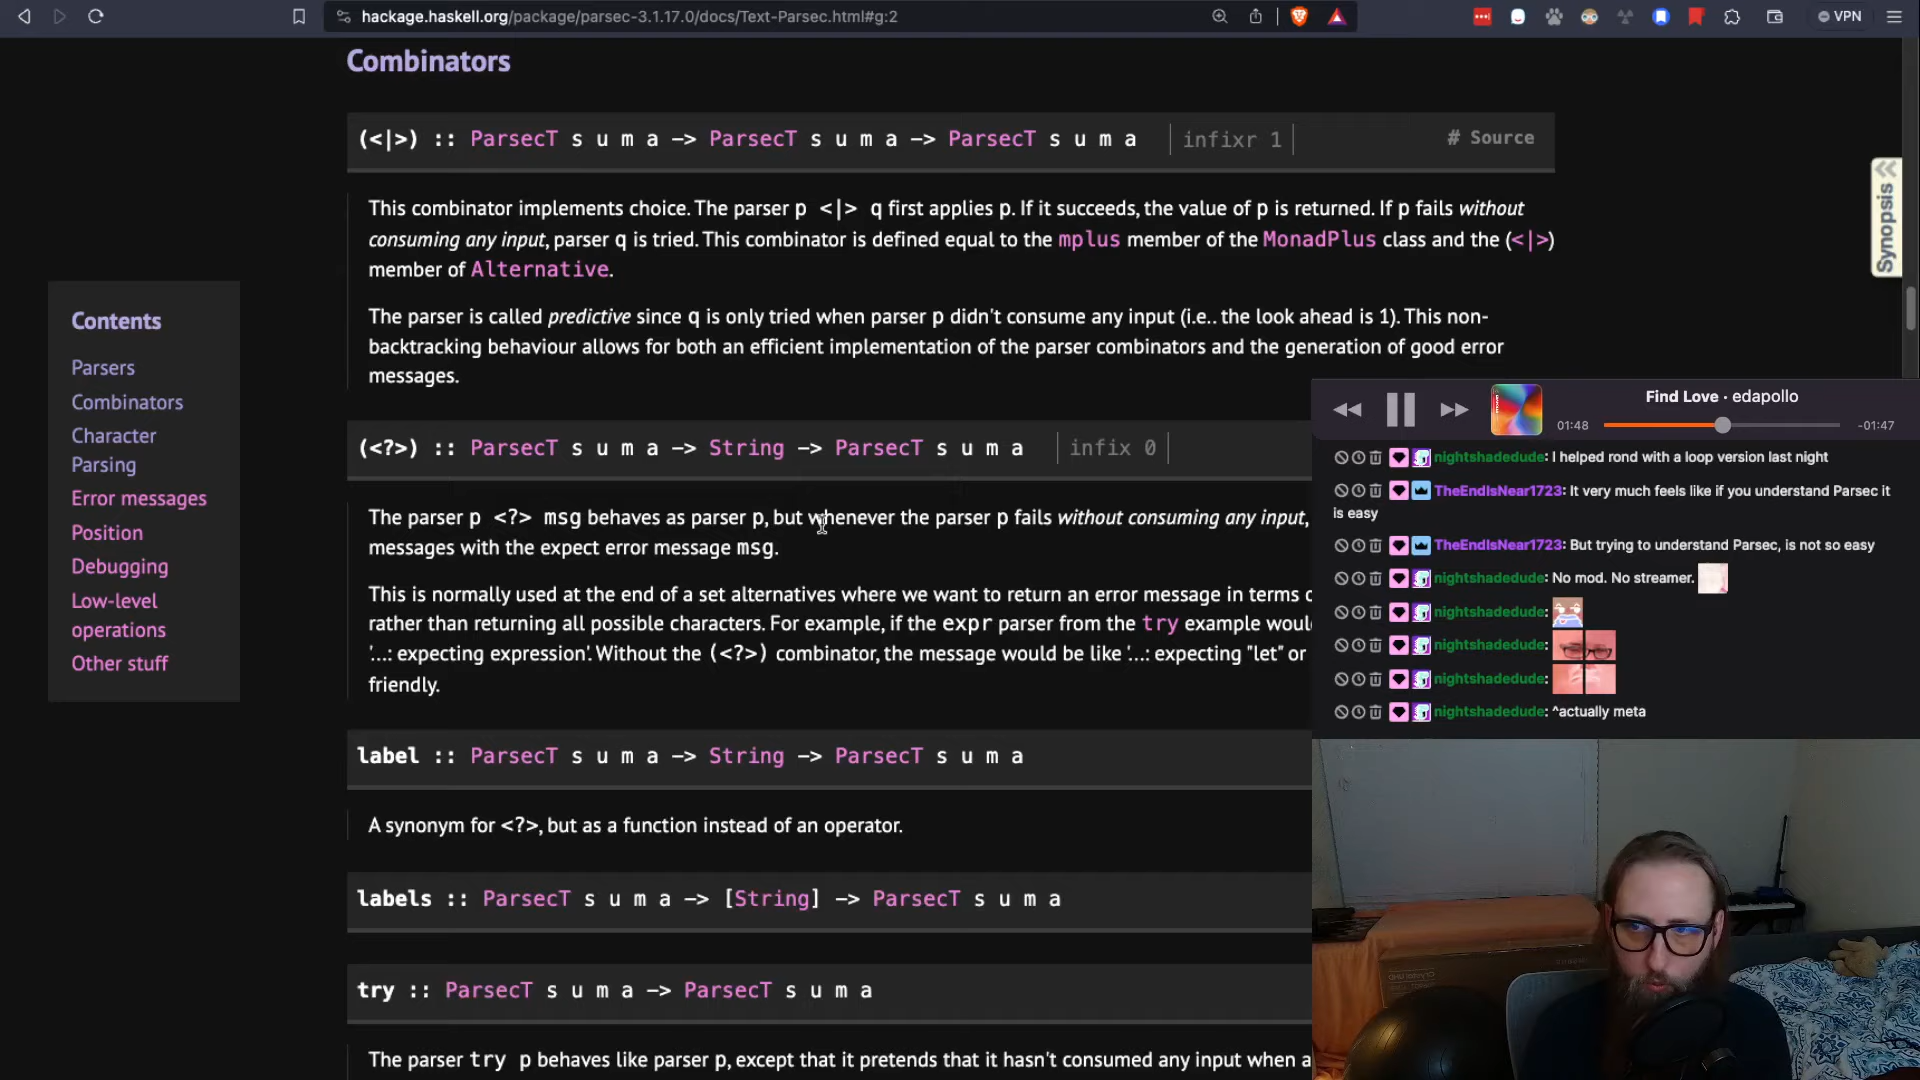 hackage.haskell.org/package/parsec-3.1.17.0/docs/Text-Parsec.html#g:2
VPN
Combinators
(<|>) :: ParsecT s u m a -> ParsecT s u m a -> ParsecT s u m a
infixr 1
# Source
This combinator implements choice. The parser p <|> q first applies p. If it succeeds, the value of p is returned. If p fails without
consuming any input, parser q is tried. This combinator is defined equal to the mplus member of the MonadPlus class and the (<|>)
member of Alternative.
The parser is called predictive since q is only tried when parser p didn't consume any input (i.e.. the look ahead is 1). This non-
backtracking behaviour allows for both an efficient implementation of the parser combinators and the generation of good error
messages.
(<?>) :: ParsecT s u m a -> String -> ParsecT s u m a
infix 0
The parser p <?> msg behaves as parser p, but whenever the parser p fails without consuming any input,
messages with the expect error message msg.
This is normally used at the end of a set alternatives where we want to return an error message in terms o
rather than returning all possible characters. For example, if the expr parser from the try example woul
'...: expecting expression'. Without the (<?>) combinator, the message would be like '...: expecting "let" or
friendly.
label :: ParsecT s u m a -> String -> ParsecT s u m a
A synonym for <?>, but as a function instead of an operator.
labels :: ParsecT s u m a -> [String] -> ParsecT s u m a
try :: ParsecT s u m a -> ParsecT s u m a
The parser try p behaves like parser p, except that it pretends that it hasn't consumed any input when a
Contents
Parsers
Combinators
Character
Parsing
Error messages
Position
Debugging
Low-level
operations
Other stuff
Synopsis
Find Love · edapollo
01:48
-01:47
nightshadedude: I helped rond with a loop version last night
TheEndIsNear1723: It very much feels like if you understand Parsec it
is easy
TheEndIsNear1723: But trying to understand Parsec, is not so easy
nightshadedude: No mod. No streamer.
nightshadedude:
nightshadedude:
nightshadedude:
nightshadedude: ^actually meta